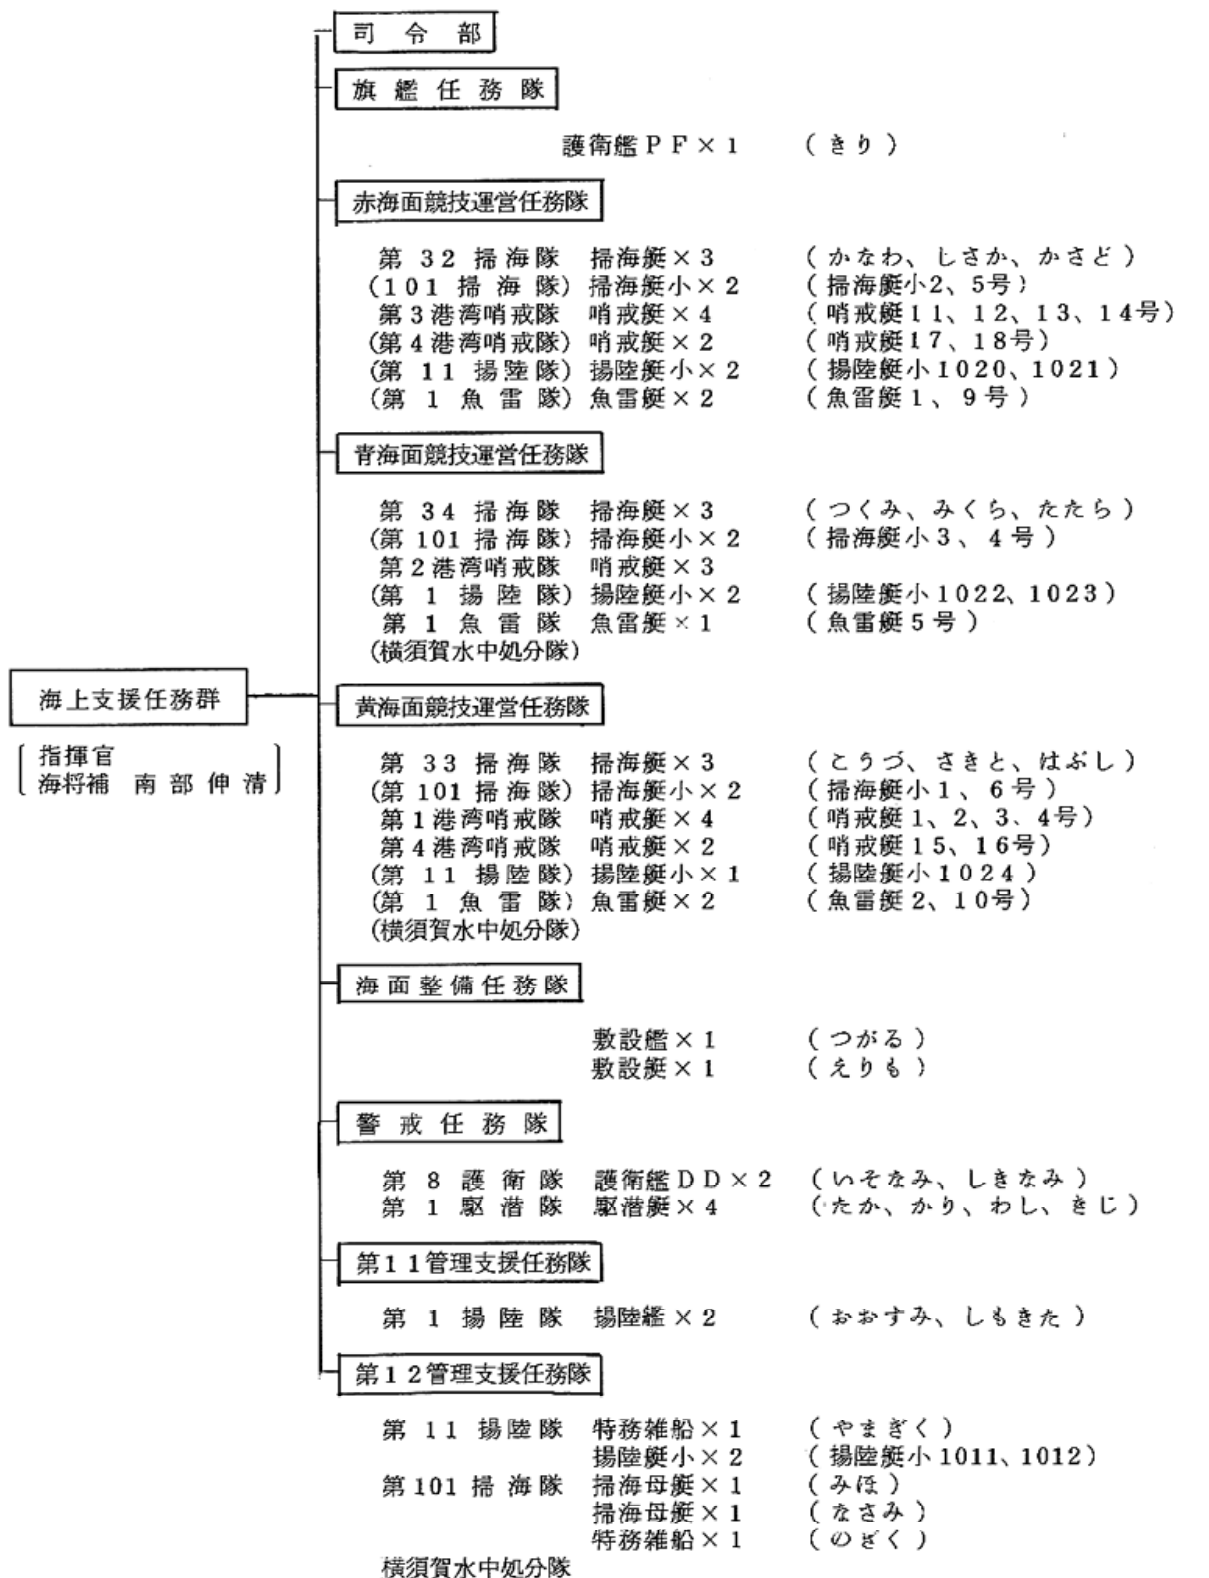 司令部
旗艦任務隊
護衛艦PF×1 (きり)
赤海面競技運営任務隊
第32掃海隊 掃海艇×3 (かなわ、しさか、かさど)
(101掃海隊) 掃海艇小×2 (掃海艇小2、5号)
第3港湾哨戒隊 哨戒艇×4 (哨戒艇11、12、13、14号)
(第4港湾哨戒隊) 哨戒艇×2 (哨戒艇17、18号)
(第11揚陸隊) 揚陸艇小×2 (揚陸艇小1020、1021)
(第1魚雷隊) 魚雷艇×2 (魚雷艇1、9号)
青海面競技運営任務隊
第34掃海隊 掃海艇×3 (つくみ、みくら、たたら)
(第101掃海隊) 掃海艇小×2 (掃海艇小3、4号)
第2港湾哨戒隊 哨戒艇×3
(第1揚陸隊) 揚陸艇小×2 (揚陸艇小1022、1023)
第1魚雷隊 魚雷艇×1 (魚雷艇5号)
(横須賀水中処分隊)
海上支援任務群
指揮官
海将補 南部伸清
黄海面競技運営任務隊
第33掃海隊 掃海艇×3 (こうづ、さきと、はぶし)
(第101掃海隊) 掃海艇小×2 (掃海艇小1、6号)
第1港湾哨戒隊 哨戒艇×4 (哨戒艇1、2、3、4号)
第4港湾哨戒隊 哨戒艇×2 (哨戒艇15、16号)
(第11揚陸隊) 揚陸艇小×1 (揚陸艇小1024)
(第1魚雷隊) 魚雷艇×2 (魚雷艇2、10号)
(横須賀水中処分隊)
海面整備任務隊
敷設艦×1 (つがる)
敷設艇×1 (えりも)
警戒任務隊
第8護衛隊 護衛艦DD×2 (いそなみ、しきなみ)
第1駆潜隊 駆潜艇×4 (たか、かり、わし、きじ)
第11管理支援任務隊
第1揚陸隊 揚陸艦×2 (おおすみ、しもきた)
第12管理支援任務隊
第11揚陸隊 特務雑船×1 (やまぎく)
揚陸艇小×2 (揚陸艇小1011、1012)
第101掃海隊 掃海母艇×1 (みほ)
掃海母艇×1 (なさみ)
特務雑船×1 (のぎく)
横須賀水中処分隊